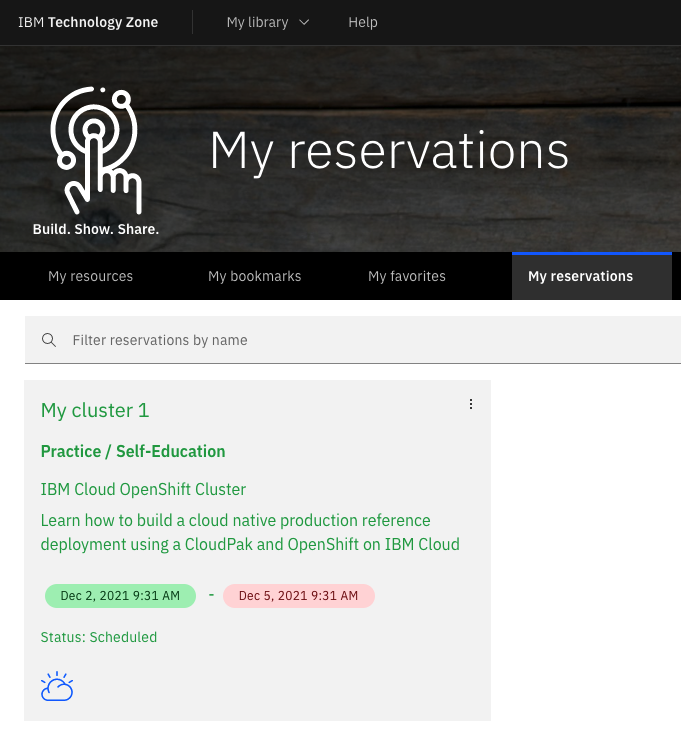 IBM Technology Zone
My library
Help
My reservations
Build. Show. Share.
My resources
My bookmarks
My favorites
My reservations
Filter reservations by name
My cluster 1
Practice / Self-Education
IBM Cloud OpenShift Cluster
Learn how to build a cloud native production reference
deployment using a CloudPak and OpenShift on IBM Cloud
Dec 2, 2021 9:31 AM - Dec 5, 2021 9:31 AM
Status: Scheduled